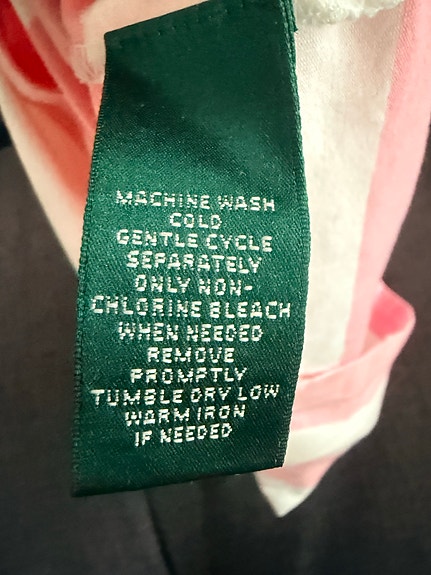 MACHINE WASH
COLD
GENTLE CYCLE
SEPARATELY
ONLY NON-
CHLORINE BLEACH
WHEN NEEDED
REMOVE
PROMPTLY
TUMBLE DRY LOW
WARM IRON
IF NEEDED